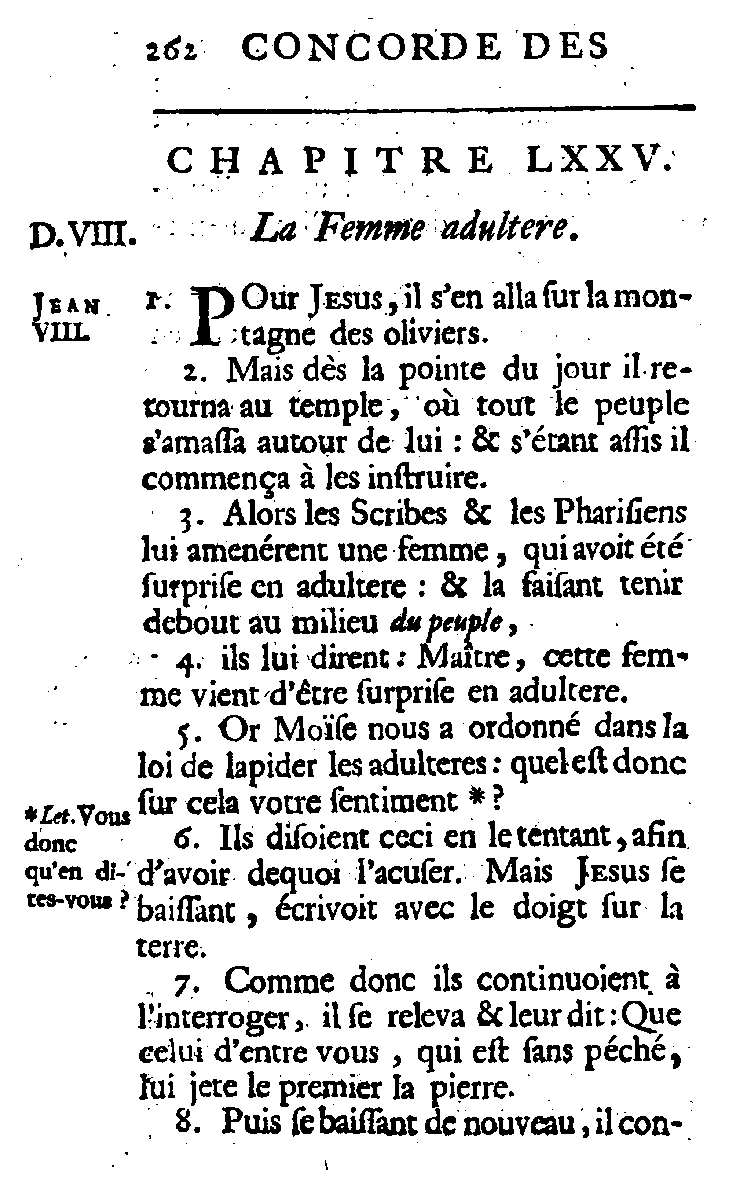 262 CONCORDE DES
CHAPITRE LXXV.
D.VIII. La Femme adultere.
JEAN VIII.
1. POur JESUS, il s'en alla ſur la mon-
tagne des oliviers.
2. Mais dès la pointe du jour il re-
tourna au temple, où tout le peuple
s'amaſſa autour de lui : & s'étant aſſis il
commença à les inſtruire.
3. Alors les Scribes & les Phariſiens
lui amenérent une femme, qui avoit été
ſurpriſe en adultere : & la faiſant tenir
debout au milieu du peuple,
4. ils lui dirent : Maître, cette fem-
me vient d'être ſurpriſe en adultere.
5. Or Moïſe nous a ordonné dans la
loi de lapider les adulteres : quel eſt donc
ſur cela votre ſentiment * ?
*Let. Vous
donc
qu'en di-
tes-vous ?
6. Ils diſoient ceci en le tentant, afin
d'avoir dequoi l'acuſer. Mais JESUS ſe
baiſſant, écrivoit avec le doigt ſur la
terre.
7. Comme donc ils continuoient à
l'interroger, il ſe releva & leur dit : Que
celui d'entre vous, qui eſt ſans péché,
lui jete le premier la pierre.
8. Puis ſe baiſſant de nouveau, il con-